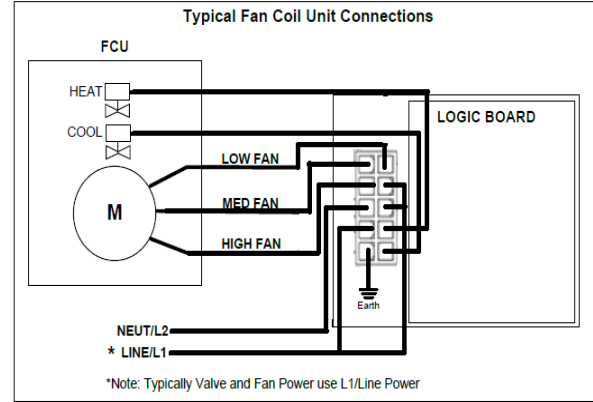 Typical Fan Coil Unit Connections
FCU
HEAT
COOL
LOGIC BOARD
LOW FAN
M
MED FAN
HIGH FAN
Earth
NEUT/L2
* LINE/L1
*Note: Typically Valve and Fan Power use L1/Line Power